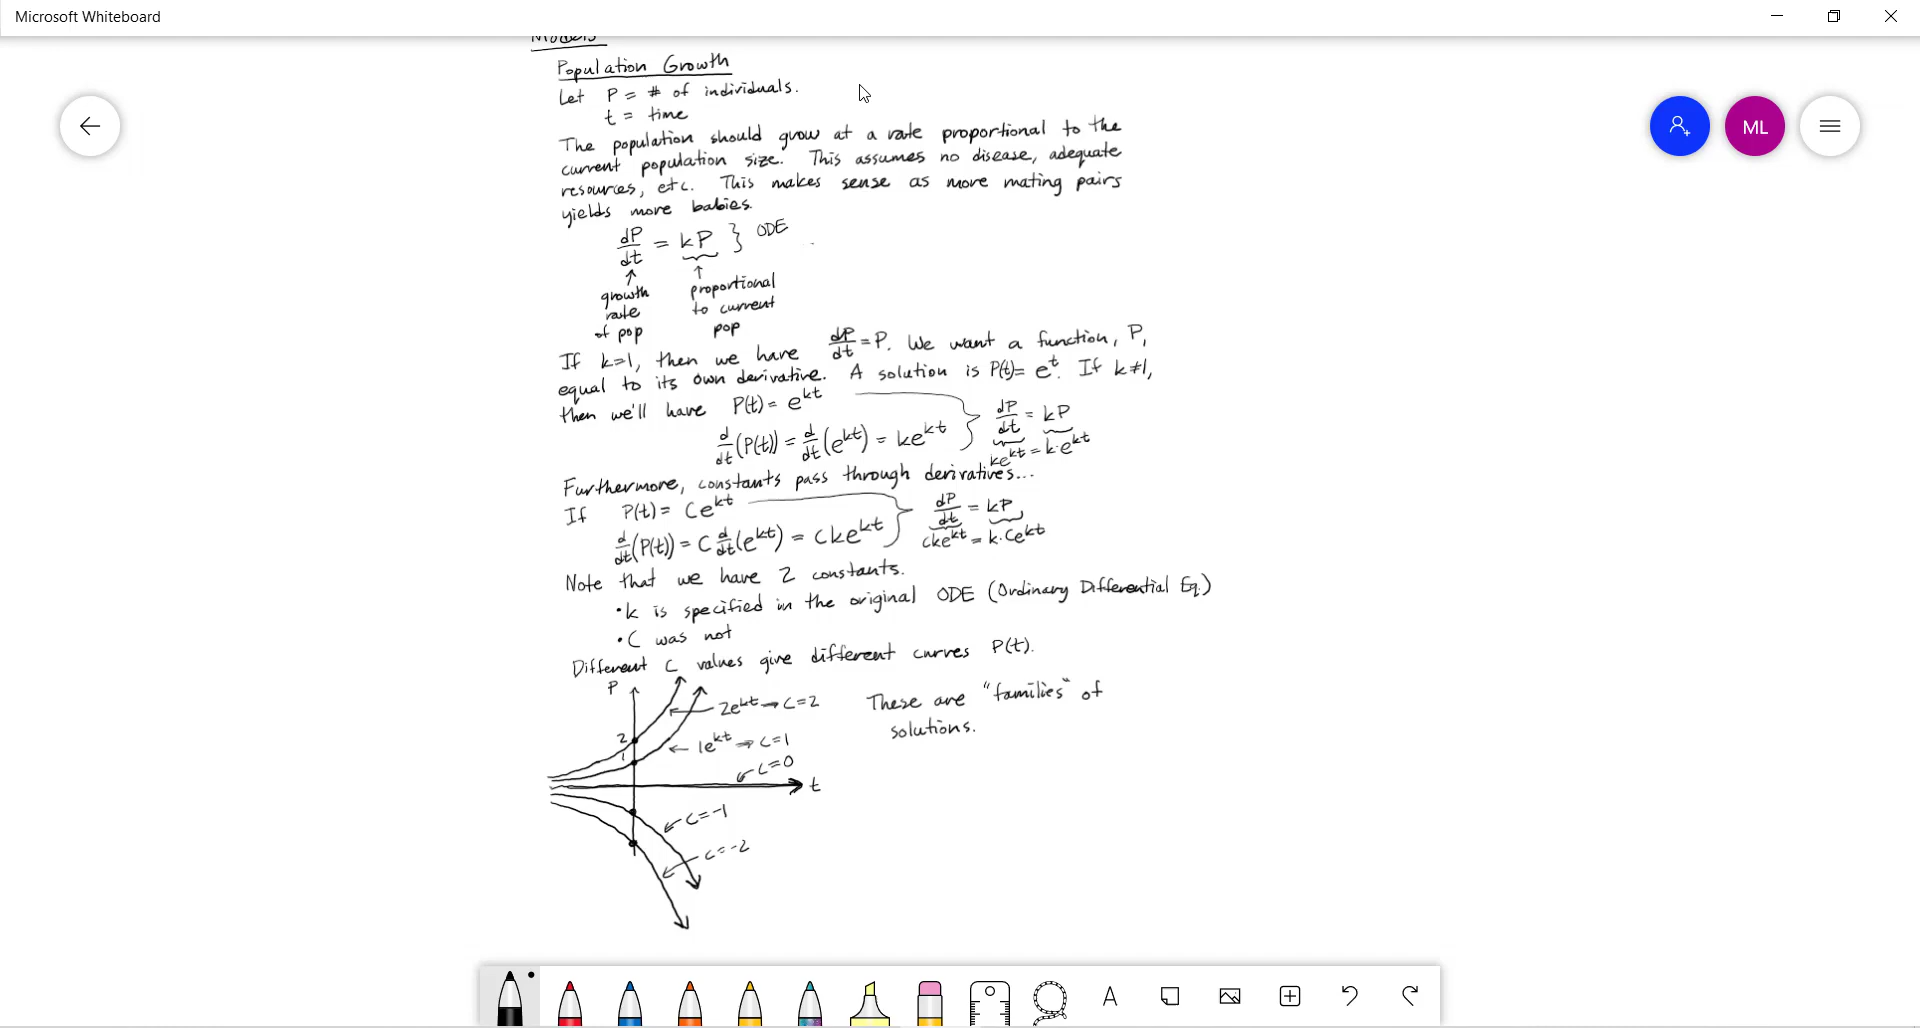 Microsoft Whiteboard
Models
Population Growth
Let P = # of individuals.
t = time
The population should grow at a rate proportional to the
current population size. This assumes no disease, adequate
resources, etc. This makes sense as more mating pairs
yields more babies.
dP/dt = kP } ODE
↑ growth rate of pop
↑ proportional to current pop
If k=1, then we have dP/dt = P. We want a function, P,
equal to its own derivative. A solution is P(t)= e^t. If k≠1,
then we'll have P(t) = e^kt
d/dt (P(t)) = d/dt (e^kt) = ke^kt
dP/dt = kP
ke^kt = k·e^kt
Furthermore, constants pass through derivatives...
If P(t) = Ce^kt
d/dt (P(t)) = C d/dt (e^kt) = Cke^kt
dP/dt = kP
Cke^kt = k·Ce^kt
Note that we have 2 constants.
•k is specified in the original ODE (Ordinary Differential Eq.)
•C was not
Different C values give different curves P(t).
P
2e^kt → C=2
These are "families" of
solutions.
2
1
1e^kt → C=1
C=0
t
C=-1
C=-2
ML
A